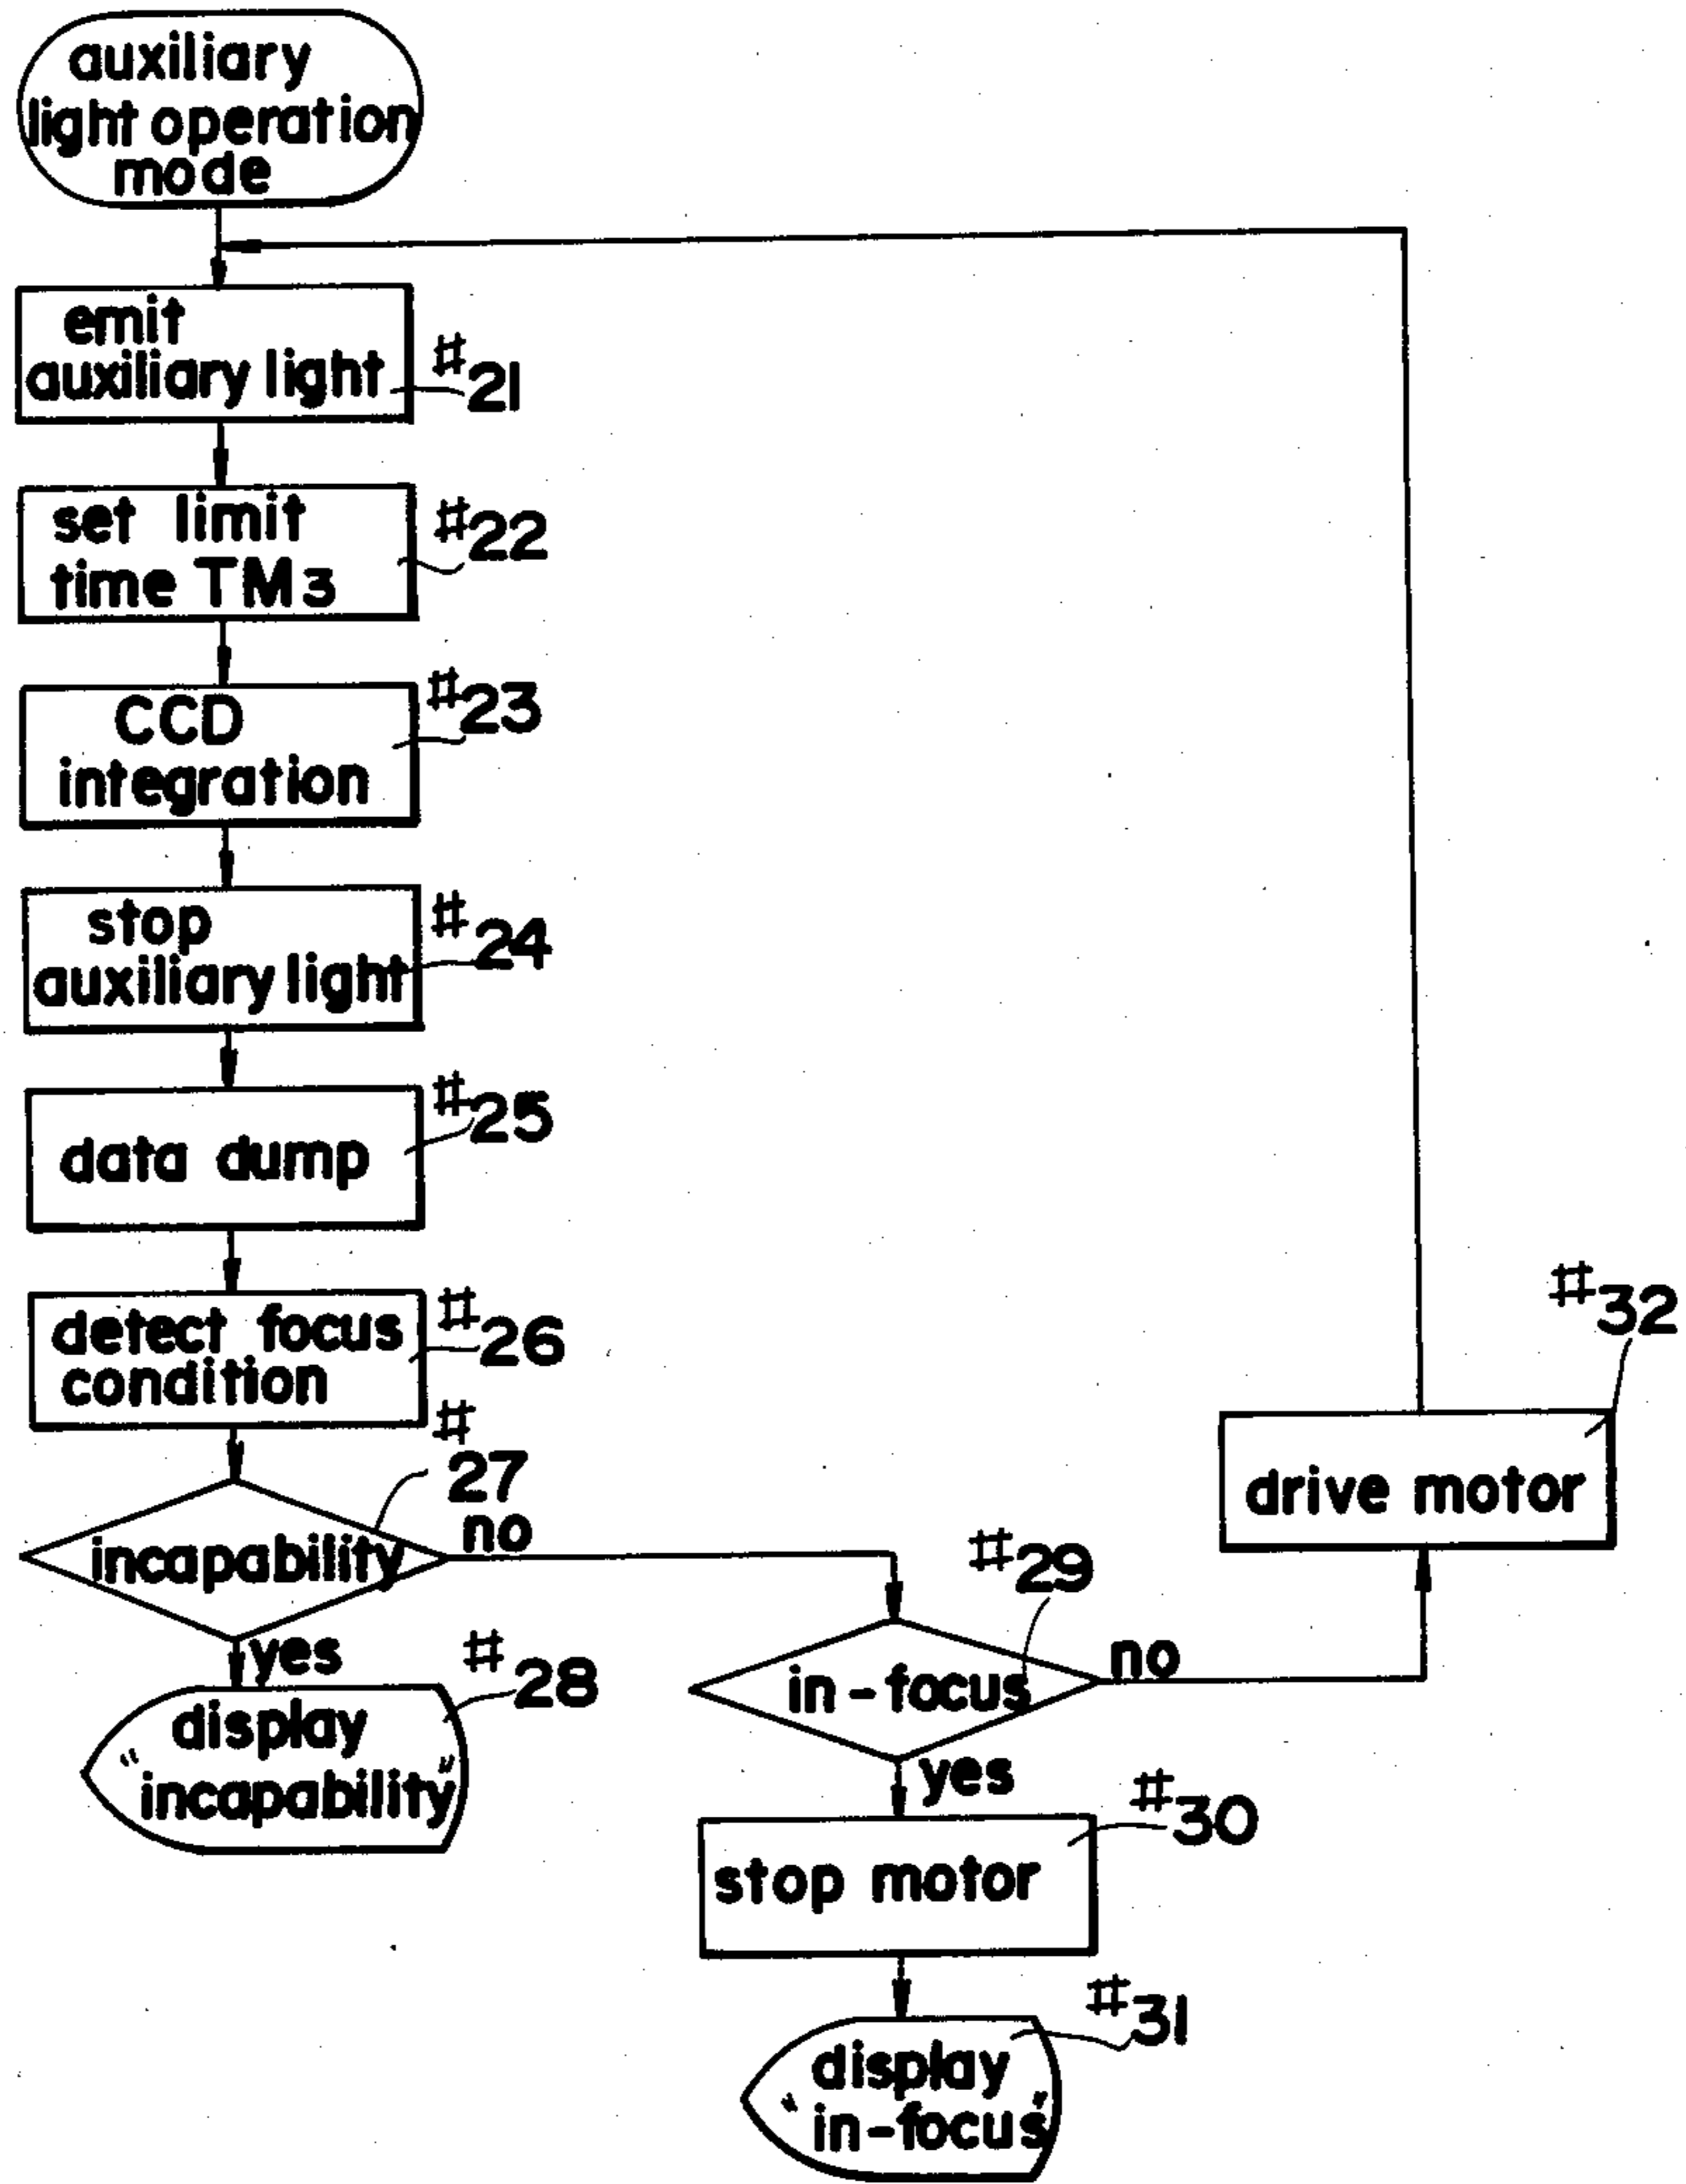 auxiliary
light operation
mode
emit
auxiliary light
#21
set limit
time TM3
#22
CCD
integration
#23
stop
auxiliary light
#24
data dump
#25
detect focus
condition
#26
incapability
#27
no
yes
display
"incapability"
#28
in-focus
#29
no
yes
drive motor
#32
stop motor
#30
display
"in-focus"
#31